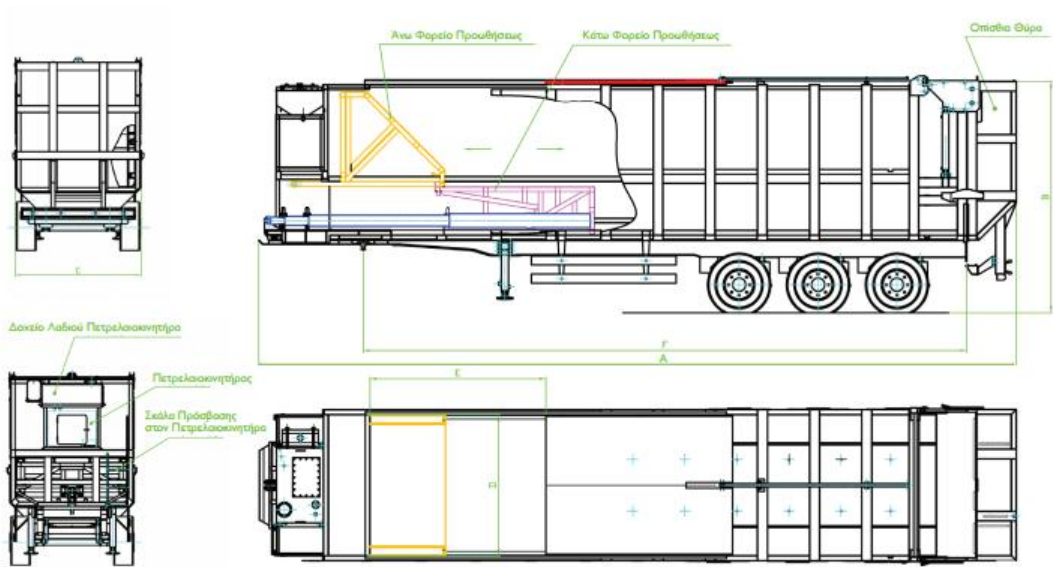 Άνω Φορείο Προωθήσεως
Κάτω Φορείο Προωθήσεως
Οπίσθια Θύρα
B
C
F
A
Δοχείο Λαδιού Πετρελαιοκινητήρα
Πετρελαιοκινητήρας
Σκάλα Πρόσβασης
στον Πετρελαιοκινητήρα
E
D